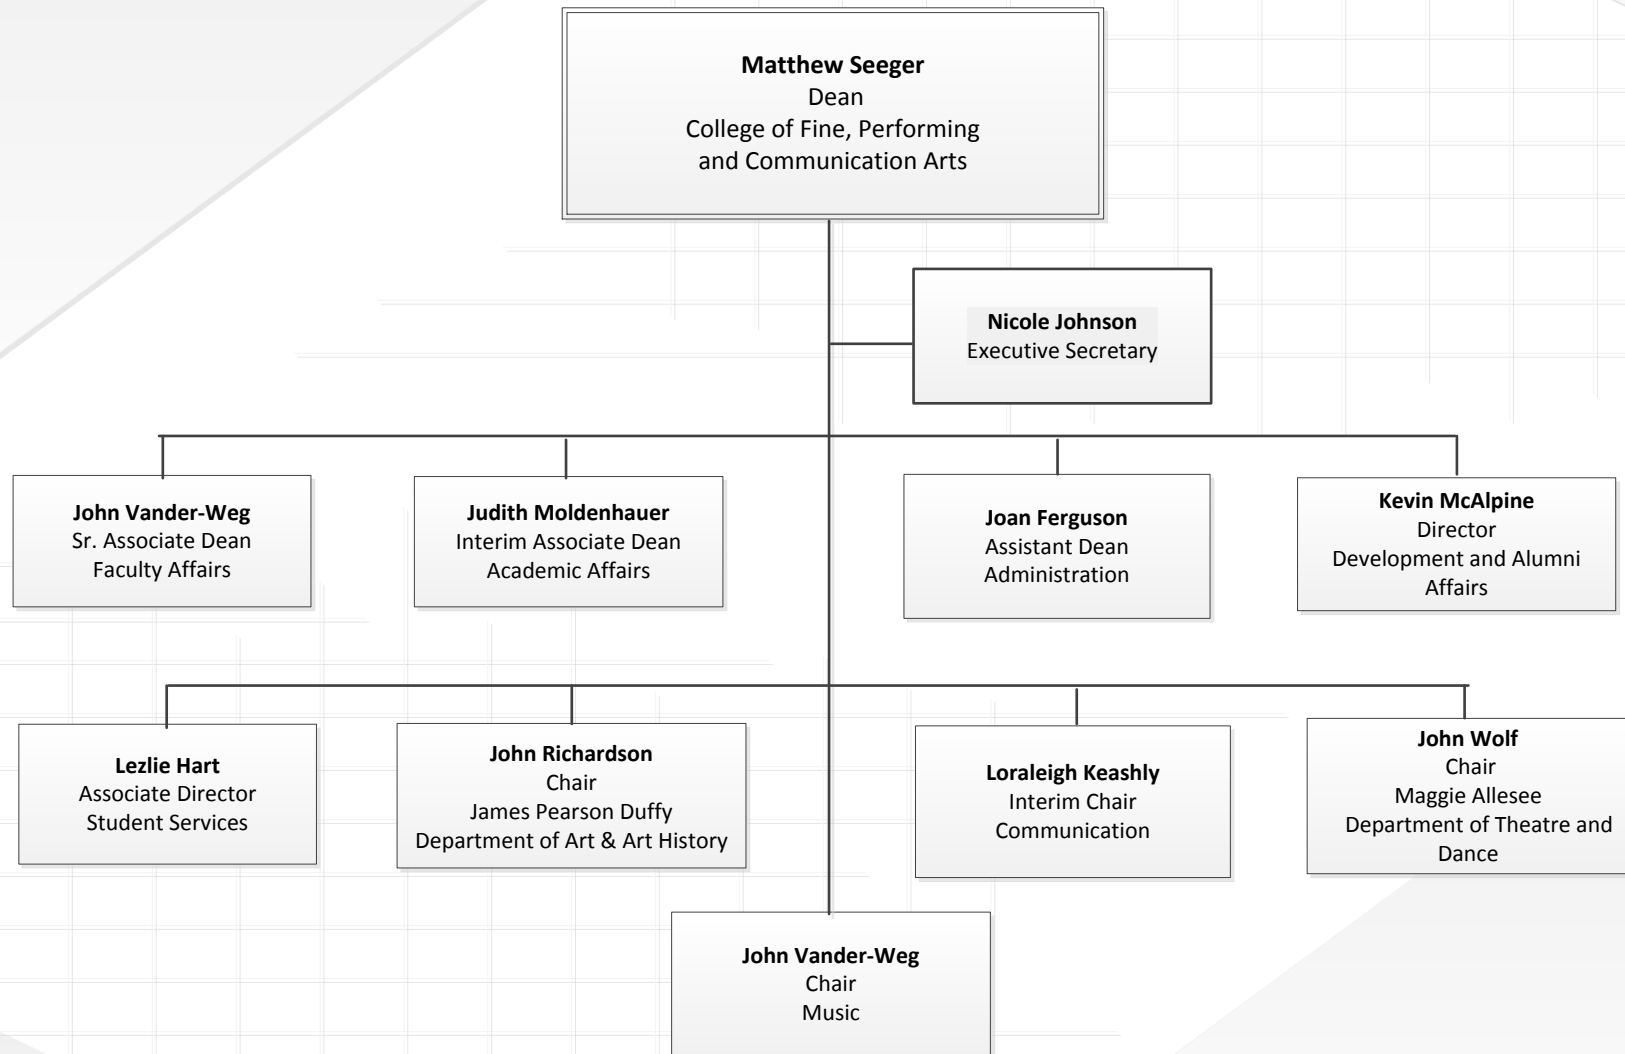 Matthew Seeger
Dean
College of Fine, Performing
and Communication Arts
Nicole Johnson
Executive Secretary
John Vander-Weg
Sr. Associate Dean
Faculty Affairs
Judith Moldenhauer
Interim Associate Dean
Academic Affairs
Joan Ferguson
Assistant Dean
Administration
Kevin McAlpine
Director
Development and Alumni
Affairs
Lezlie Hart
Associate Director
Student Services
John Richardson
Chair
James Pearson Duffy
Department of Art & Art History
Loraleigh Keashly
Interim Chair
Communication
John Wolf
Chair
Maggie Allesee
Department of Theatre and
Dance
John Vander-Weg
Chair
Music